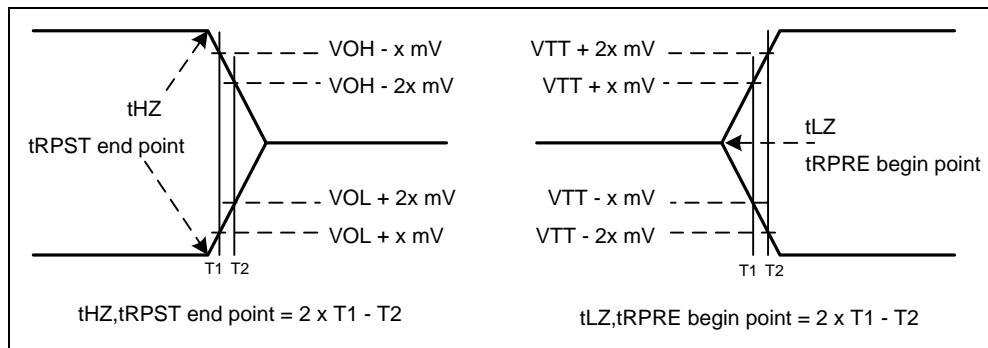 VOH - x mV
VOH - 2x mV
tHZ
tRPST end point
VOL + 2x mV
VOL + x mV
T1 T2
tHZ,tRPST end point = 2 x T1 - T2
VTT + 2x mV
VTT + x mV
tLZ
tRPRE begin point
VTT - x mV
VTT - 2x mV
T1 T2
tLZ,tRPRE begin point = 2 x T1 - T2